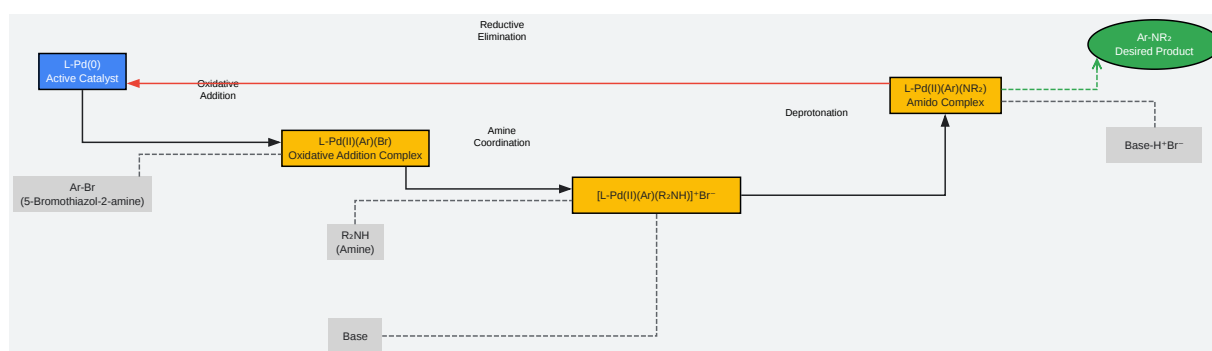 Reductive
Elimination
Ar-NR₂
Desired Product
L-Pd(0)
Active Catalyst
Oxidative
Addition
L-Pd(II)(Ar)(NR₂)
Amido Complex
Deprotonation
L-Pd(II)(Ar)(Br)
Oxidative Addition Complex
Amine
Coordination
Base-H⁺Br⁻
Ar-Br
(5-Bromothiazol-2-amine)
[L-Pd(II)(Ar)(R₂NH)]⁺Br⁻
R₂NH
(Amine)
Base